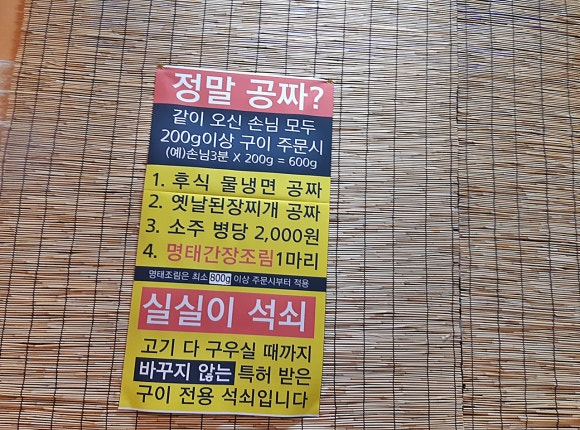 정말 공짜?
같이 오신 손님 모두
200g이상 구이 주문시
(예)손님3분 X 200g = 600g
1. 후식 물냉면 공짜
2. 옛날된장찌개 공짜
3. 소주 병당 2,000원
4. 명태간장조림1마리
명태조림은 최소 800g 이상 주문시부터 적용
실실이 석쇠
고기 다 구우실 때까지
바꾸지 않는 특허 받은
구이 전용 석쇠입니다